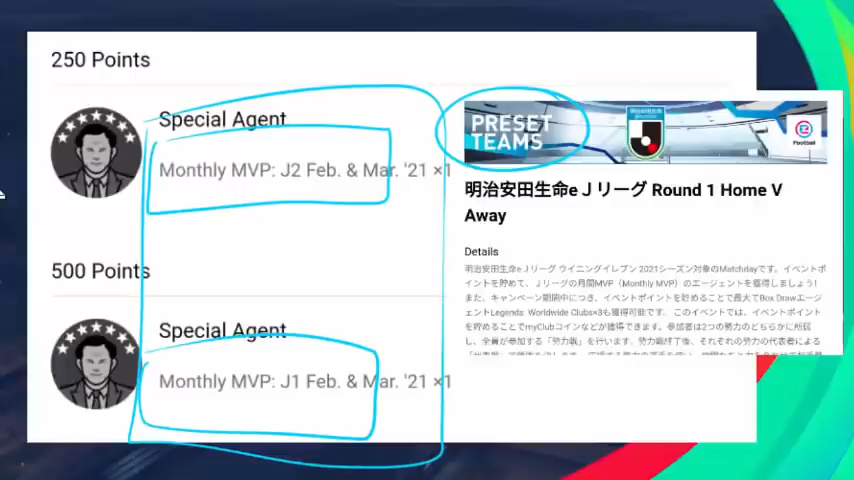 250 Points
Special Agent
Monthly MVP: J2 Feb. & Mar. '21 ×1
500 Points
Special Agent
Monthly MVP: J1 Feb. & Mar. '21 ×1
PRESET
TEAMS
Football
明治安田生命eJリーグ Round 1 Home V
Away
Details
明治安田生命eJリーグ ウイニングイレブン 2021シーズン対象のMatchdayです。イベントポ
イントを貯めて、Jリーグの月間MVP（Monthly MVP）のエージェントを獲得しましょう！
また、キャンペーン期間中につき、イベントポイントを貯めることで最大でBox Drawエージ
ェントLegends: Worldwide Clubs×3も獲得可能です。 このイベントでは、イベントポイント
を貯めることでmyClubコインなどが獲得できます。参加者は2つの勢力のどちらかに所属
し、全員が参加する「勢力戦」を行います。勢力戦終了後、それぞれの勢力の代表者による